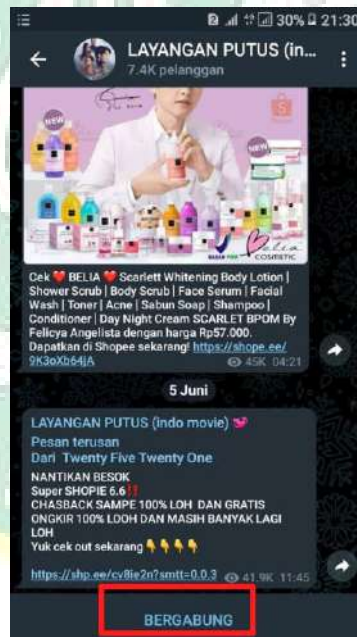 30% 21:30
LAYANGAN PUTUS (in...
7.4K pelanggan
NEW
NEW
Belia
COSMETIC
Cek ❤️ BELIA ❤️ Scarlett Whitening Body Lotion |
Shower Scrub | Body Scrub | Face Serum | Facial
Wash | Toner | Acne | Sabun Soap | Shampoo |
Conditioner | Day Night Cream SCARLET BPOM By
Felicya Angelista dengan harga Rp57.000.
Dapatkan di Shopee sekarang! https://shope.ee/
9K3oXb64jA 45K 04:21
5 Juni
LAYANGAN PUTUS (indo movie)
Pesan terusan
Dari Twenty Five Twenty One
NANTIKAN BESOK
Super SHOPIE 6.6‼️
CHASBACK SAMPE 100% LOH DAN GRATIS
ONGKIR 100% LOOH DAN MASIH BANYAK LAGI
LOH
Yuk cek out sekarang👇👇👇👇
https://shp.ee/cv8ie2n?smtt=0.0.3 41.9K 11:45
BERGABUNG